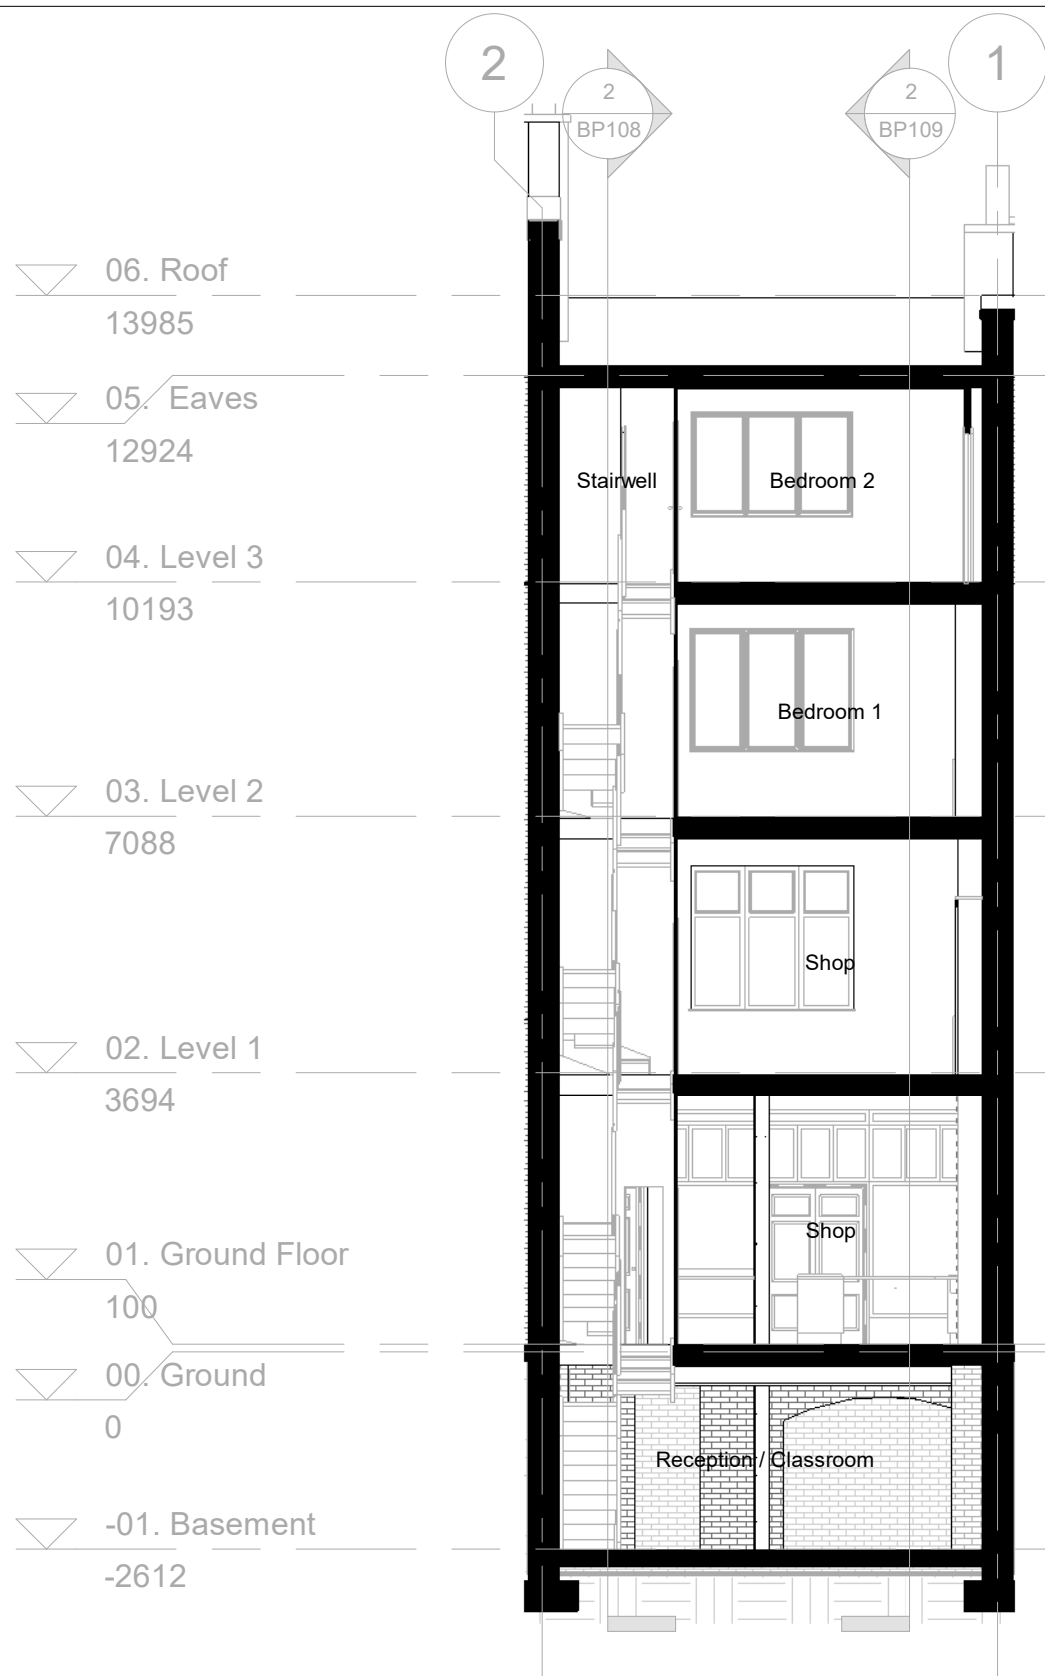 2
1
2
BP108
2
BP109
06. Roof
13985
05. Eaves
12924
Stairwell
Bedroom 2
04. Level 3
10193
Bedroom 1
03. Level 2
7088
Shop
02. Level 1
3694
Shop
01. Ground Floor
100
00. Ground
0
Reception / Classroom
-01. Basement
-2612